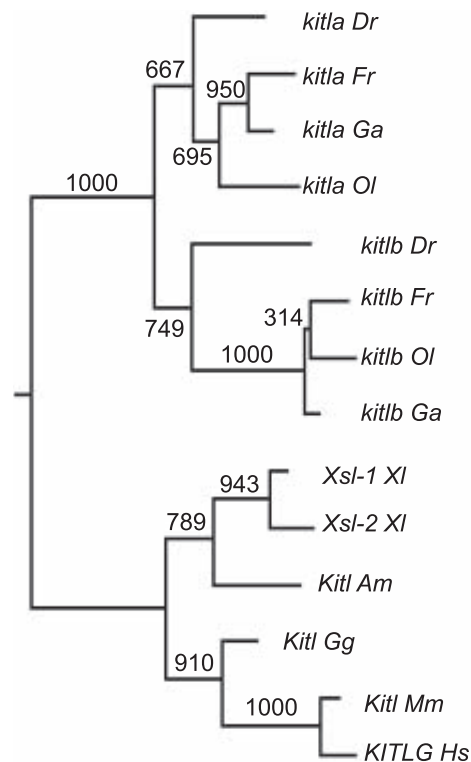 kitla Dr
667
kitla Fr
950
kitla Ga
695
1000
kitla Ol
kitlb Dr
kitlb Fr
314
749
1000
kitlb Ol
kitlb Ga
Xsl-1 Xl
943
789
Xsl-2 Xl
Kitl Am
Kitl Gg
910
1000
Kitl Mm
KITLG Hs